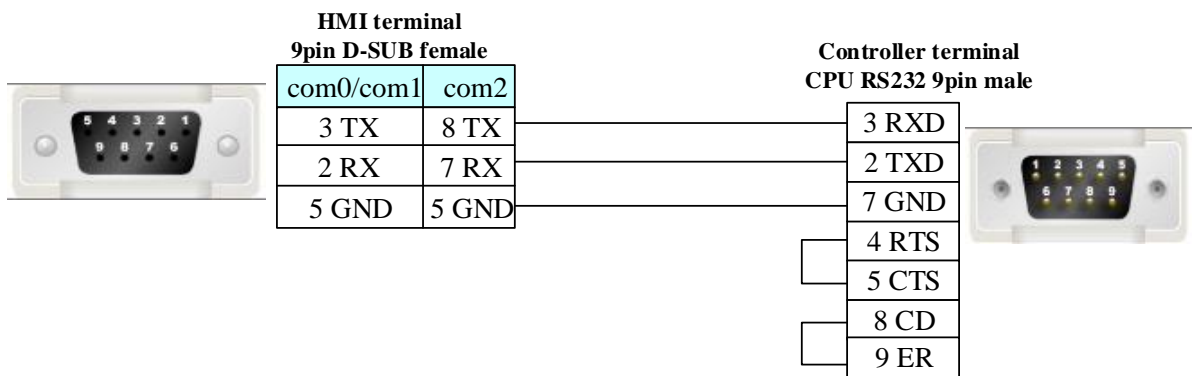 HMI terminal
9pin D-SUB female
com0/com1 com2
3 TX 8 TX
2 RX 7 RX
5 GND 5 GND
5 4 3 2 1
9 8 7 6
Controller terminal
CPU RS232 9pin male
3 RXD
2 TXD
7 GND
4 RTS
5 CTS
8 CD
9 ER
1 2 3 4 5
6 7 8 9